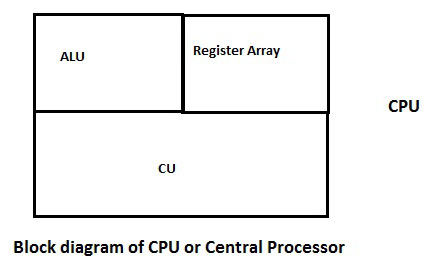 ALU
Register Array
CPU
CU
Block diagram of CPU or Central Processor